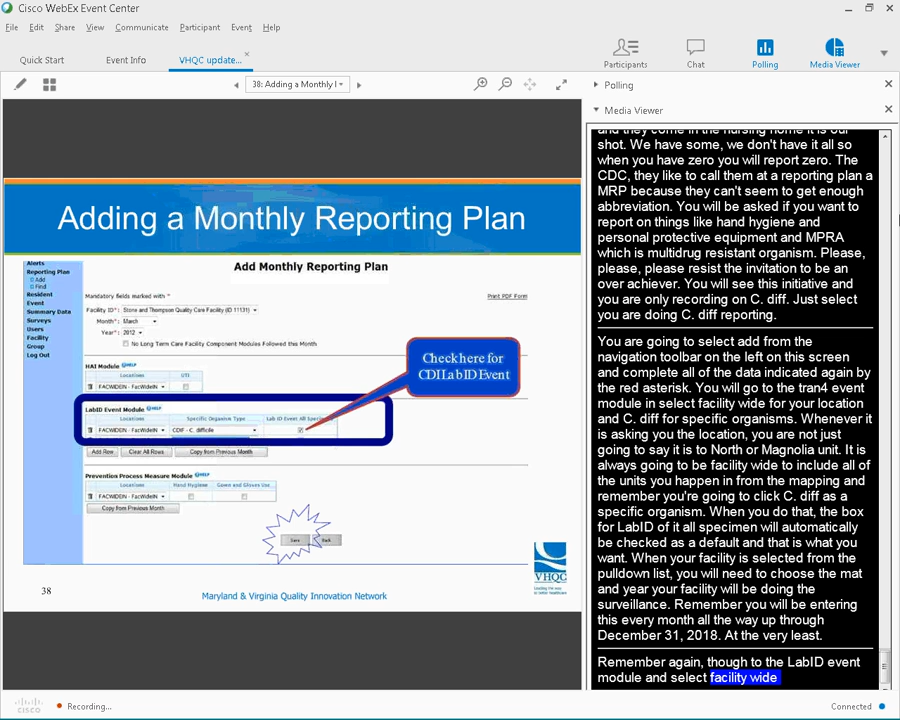 Cisco WebEx Event Center
File Edit Share View Communicate Participant Event Help
Quick Start Event Info VHQC update...
Participants Chat Polling Media Viewer
38: Adding a Monthly
Polling
Media Viewer
Adding a Monthly Reporting Plan
Alerts
Reporting Plan
Add
Find
Resident
Event
Summary Data
Surveys
Users
Facility
Group
Log Out
Add Monthly Reporting Plan
Mandatory fields marked with *
Print PDF Form
Facility ID*: Stone and Thompson Quality Care Facility (ID 11131)
Month*: March
Year*: 2012
No Long Term Care Facility Component Modules Followed this Month
HAI Module HELP
Locations UTI
FACWIDEIN - FacWideIN
Check here for
CDI LabID Event
LabID Event Module HELP
Locations Specific Organism Type Lab ID Event All Specimens
FACWIDEIN - FacWideIN CDIF - C. difficile
Add Row Clear All Rows Copy from Previous Month
Prevention Process Measure Module HELP
Locations Hand Hygiene Gown and Gloves Use
FACWIDEIN - FacWideIN
Copy from Previous Month
Save Back
VHQC
38
Maryland & Virginia Quality Innovation Network
and they come in the nursing home it is our
shot. We have some, we don't have it all so
when you have zero you will report zero. The
CDC, they like to call them at a reporting plan a
MRP because they can't seem to get enough
abbreviation. You will be asked if you want to
report on things like hand hygiene and
personal protective equipment and MPRA
which is multidrug resistant organism. Please,
please, please resist the invitation to be an
over achiever. You will see this initiative and
you are only recording on C. diff. Just select
you are doing C. diff reporting.
You are going to select add from the
navigation toolbar on the left on this screen
and complete all of the data indicated again by
the red asterisk. You will go to the tran4 event
module in select facility wide for your location
and C. diff for specific organisms. Whenever it
is asking you the location, you are not just
going to say it is to North or Magnolia unit. It is
always going to be facility wide to include all of
the units you happen in from the mapping and
remember you're going to click C. diff as a
specific organism. When you do that, the box
for LabID of it all specimen will automatically
be checked as a default and that is what you
want. When your facility is selected from the
pulldown list, you will need to choose the mat
and year your facility will be doing the
surveillance. Remember you will be entering
this every month all the way up through
December 31, 2018. At the very least.
Remember again, though to the LabID event
module and select facility wide
cisco
Recording...
Connected